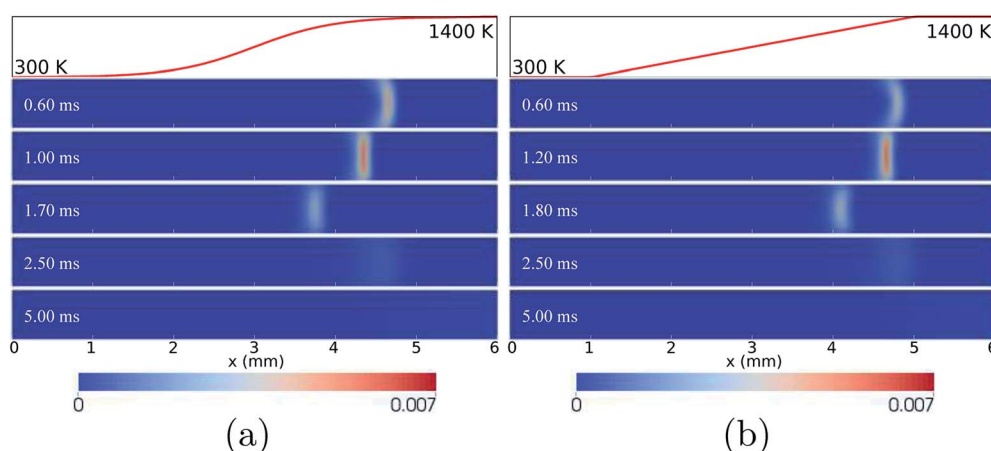 300 K
1400 K
0.60 ms
1.00 ms
1.70 ms
2.50 ms
5.00 ms
0 1 2 3 4 5 6
x (mm)
0 0.007
(a)
300 K
1400 K
0.60 ms
1.20 ms
1.80 ms
2.50 ms
5.00 ms
0 1 2 3 4 5 6
x (mm)
0 0.007
(b)